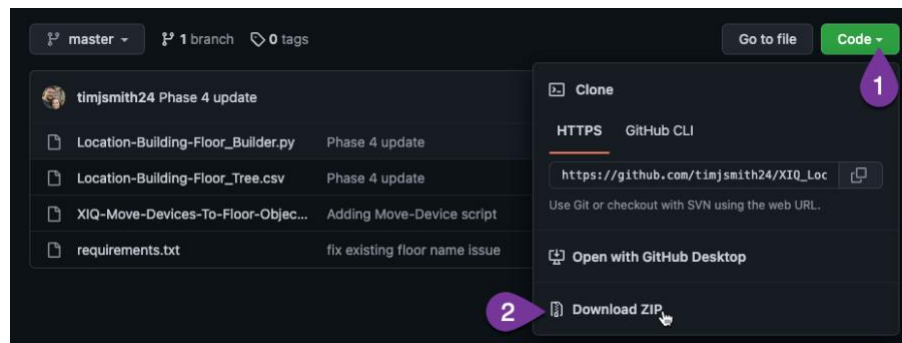 master 1 branch 0 tags Go to file Code
1
timjsmith24 Phase 4 update
Location-Building-Floor_Builder.py Phase 4 update
Location-Building-Floor_Tree.csv Phase 4 update
XIQ-Move-Devices-To-Floor-Objec... Adding Move-Device script
requirements.txt fix existing floor name issue
Clone
HTTPS GitHub CLI
https://github.com/timjsmith24/XIQ_Loc
Use Git or checkout with SVN using the web URL.
Open with GitHub Desktop
2 Download ZIP